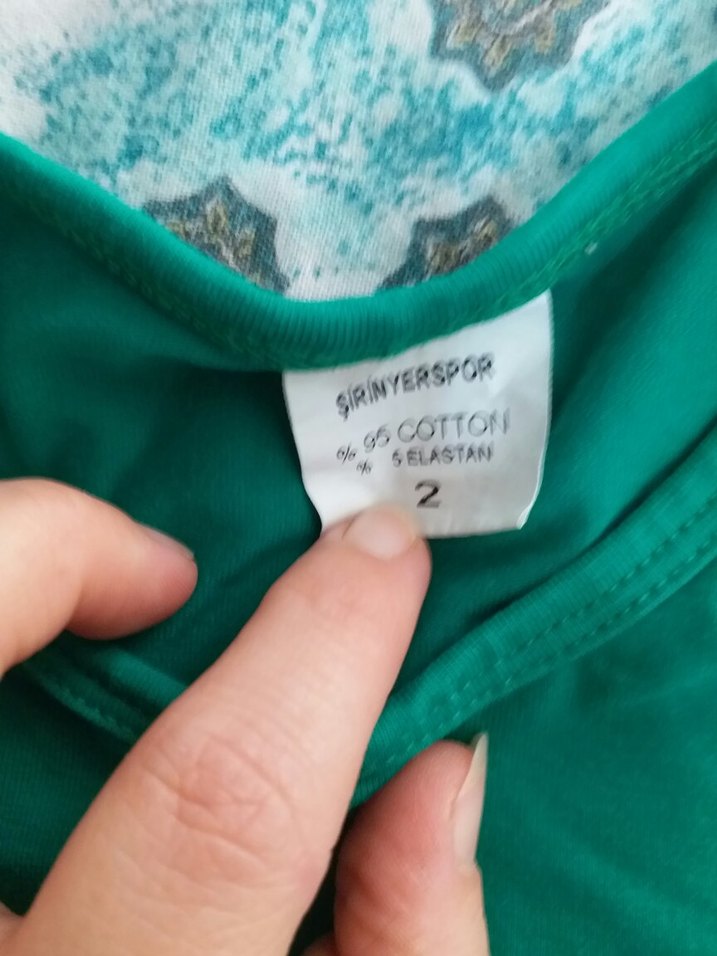 ŞİRİNYERSPOR
% 95 COTTON
% 5 ELASTAN
2